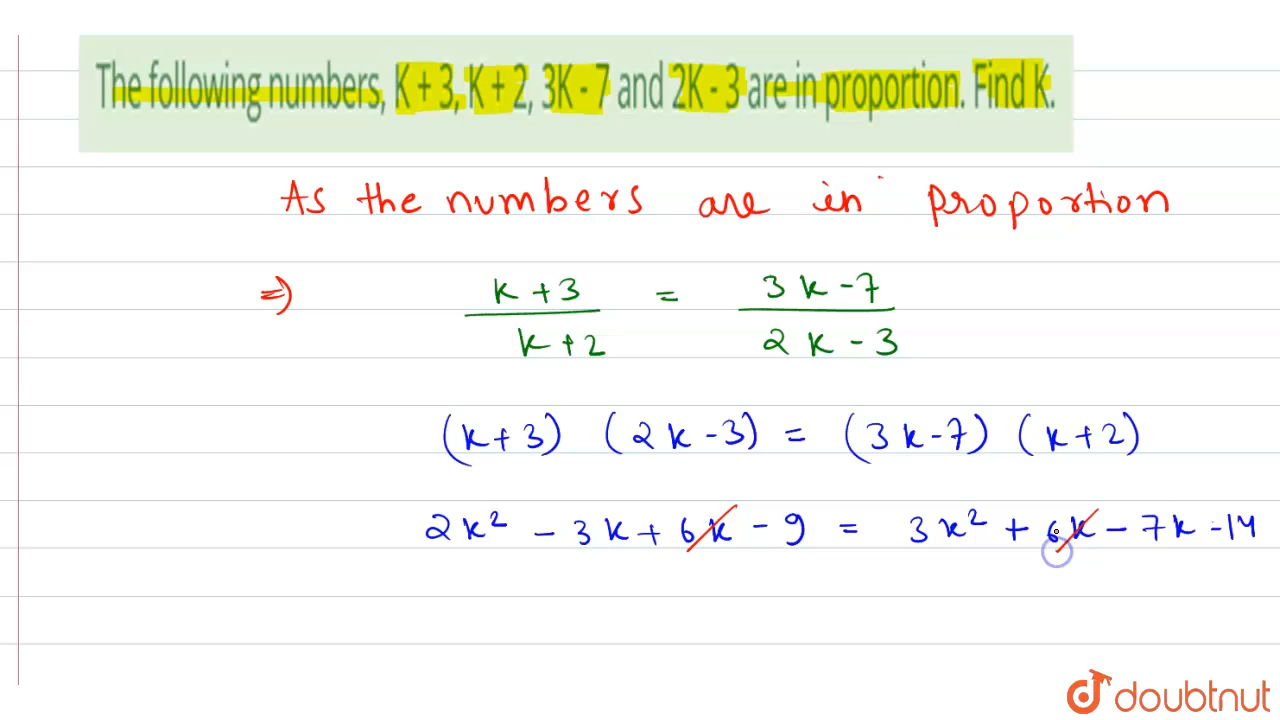 The following numbers, K + 3, K + 2, 3K - 7 and 2K - 3 are in proportion. Find K.
As the numbers are in proportion
⇒ k + 3 / k + 2 = 3k - 7 / 2k - 3
(k + 3) (2k - 3) = (3k - 7) (k + 2)
2k² - 3k + 6k - 9 = 3k² + 6k - 7k - 14
doubtnut